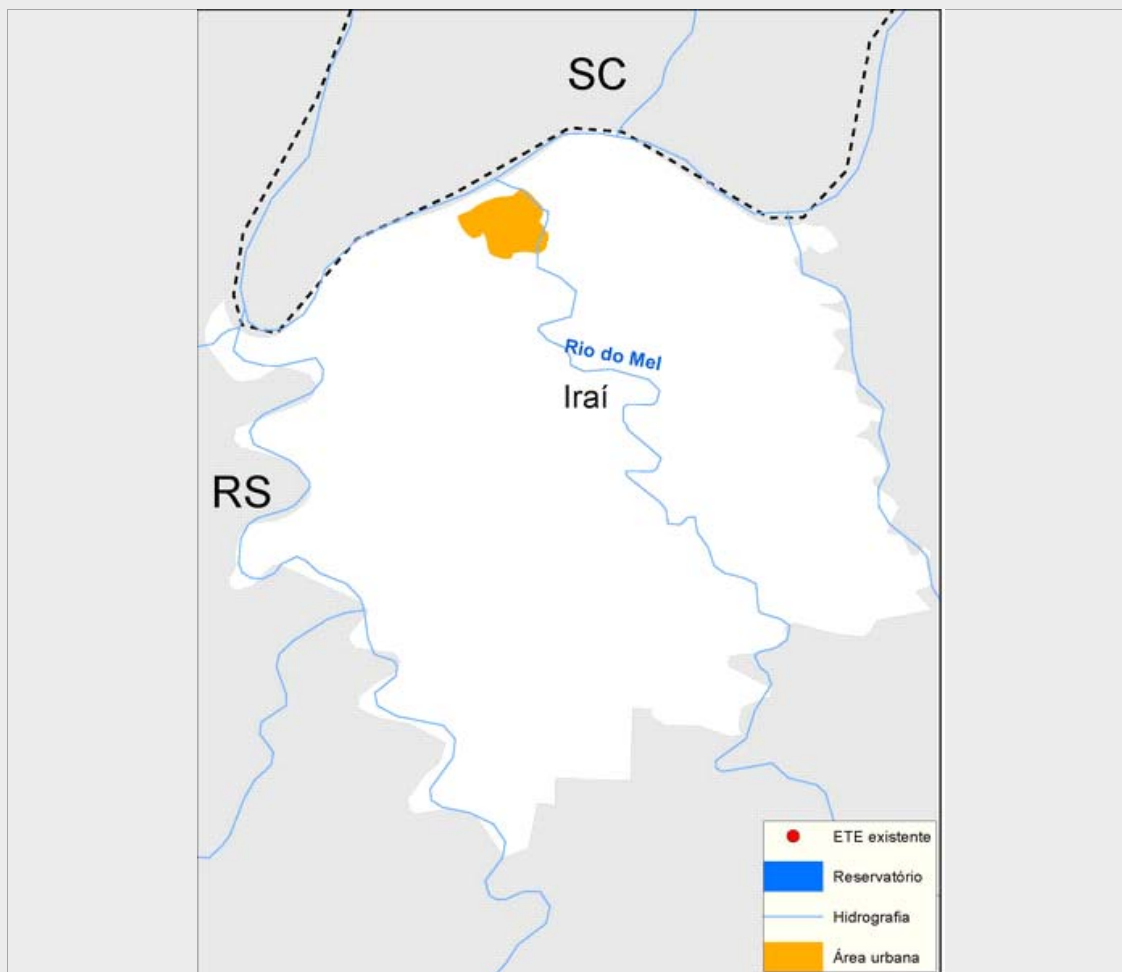 SC
Rio do Mel
Iraí
RS
ETE existente
Reservatório
Hidrografia
Área urbana